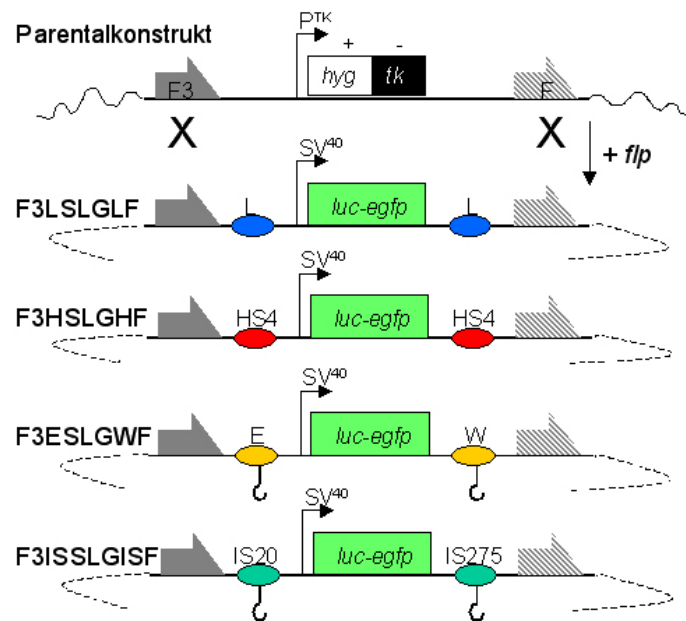 Parentalkonstrukt
P^TK
+ -
F3 hyg tk F
X X
+ flp
SV^40
F3LSLGLF L luc-egfp L
SV^40
F3HSLGHF HS4 luc-egfp HS4
SV^40
F3ESLGWF E luc-egfp W
SV^40
F3ISSLGISF IS20 luc-egfp IS275